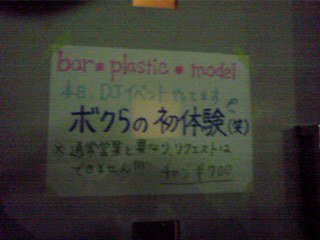 bar* plastic * model
本日、DJイベントやってます
ボクらの初体験(笑)
※通常営業と異なり、リクエストは
できません!!! チャージ ¥700